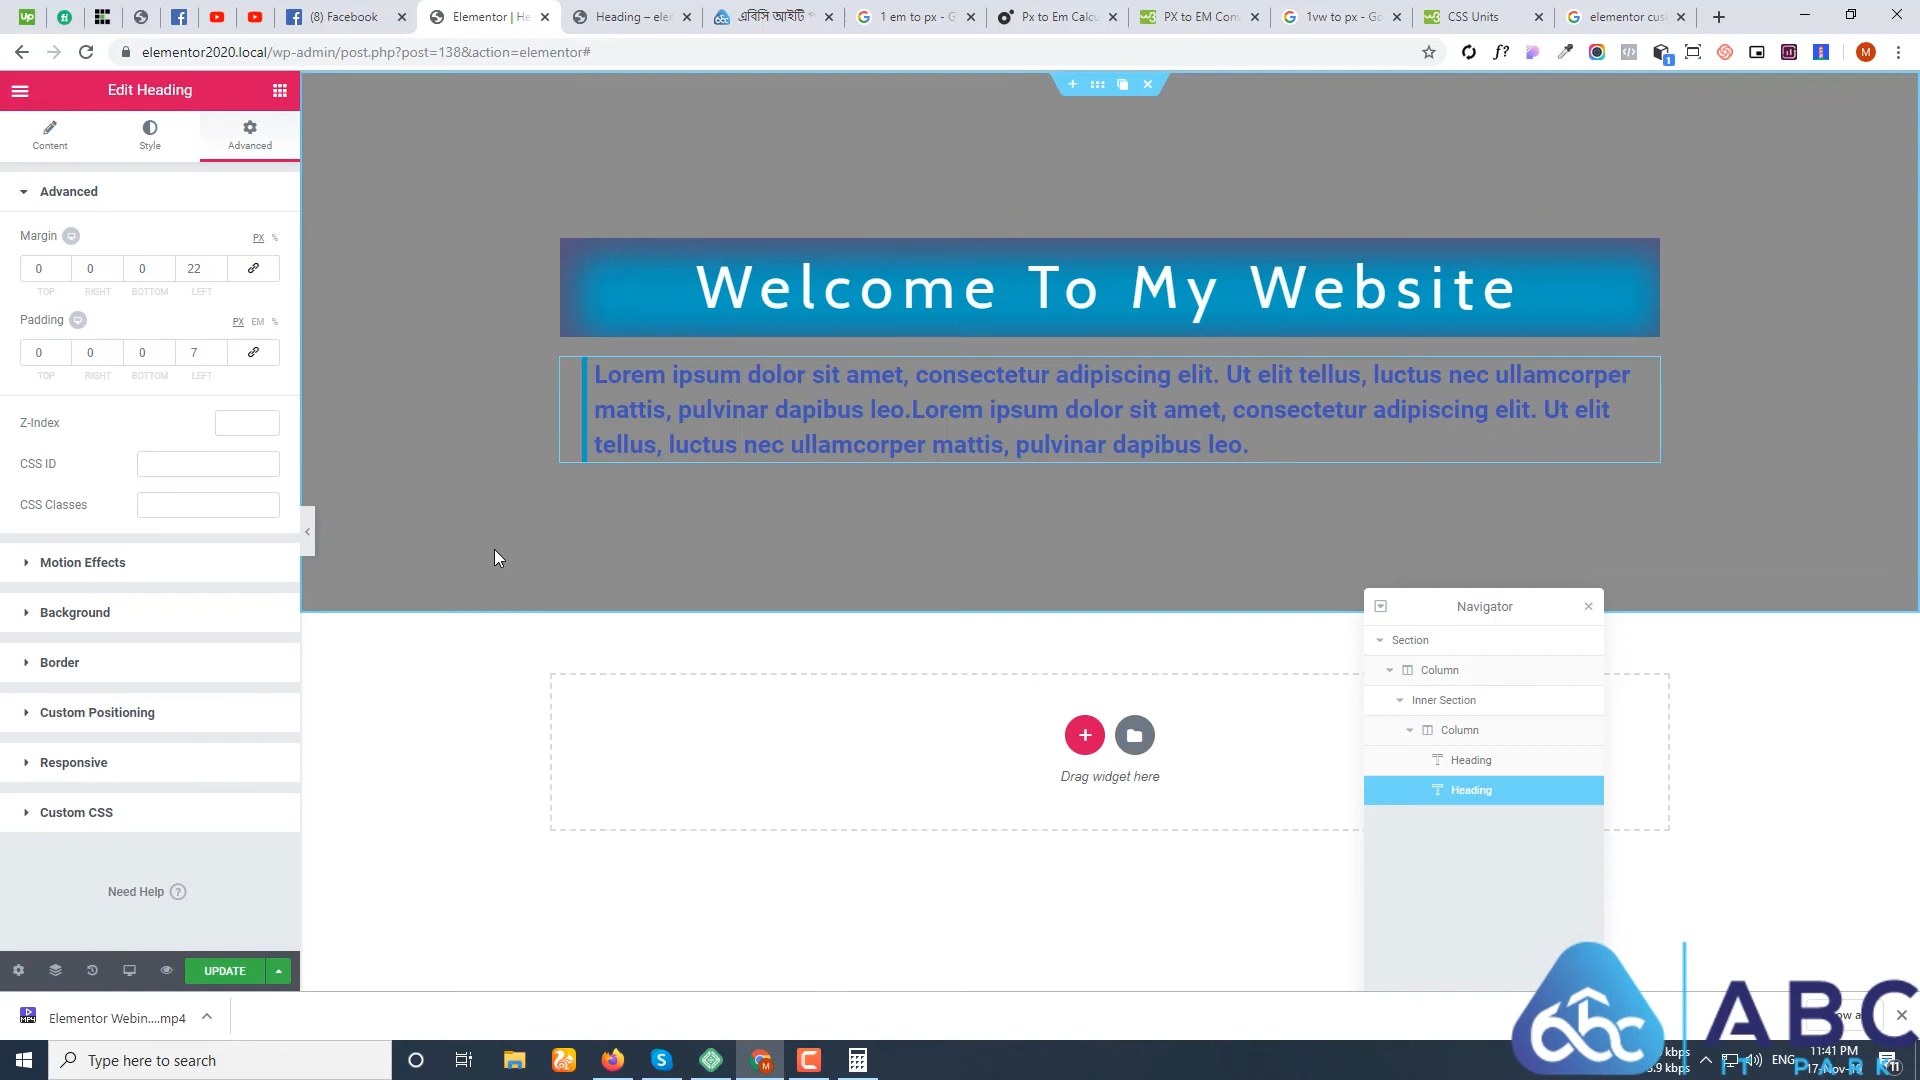 (8) Facebook
Elementor | He
Heading – eler
এবিসি আইটি প
1 em to px - G
Px to Em Calcu
PX to EM Con
1vw to px - Go
CSS Units
elementor cus
elementor2020.local/wp-admin/post.php?post=138&action=elementor#
Edit Heading
Content
Style
Advanced
Advanced
Margin
PX %
0 0 0 22
TOP RIGHT BOTTOM LEFT
Padding
PX EM %
0 0 0 7
TOP RIGHT BOTTOM LEFT
Z-Index
CSS ID
CSS Classes
Motion Effects
Background
Border
Custom Positioning
Responsive
Custom CSS
Need Help ?
UPDATE
Welcome To My Website
Lorem ipsum dolor sit amet, consectetur adipiscing elit. Ut elit tellus, luctus nec ullamcorper
mattis, pulvinar dapibus leo.Lorem ipsum dolor sit amet, consectetur adipiscing elit. Ut elit
tellus, luctus nec ullamcorper mattis, pulvinar dapibus leo.
Drag widget here
Navigator
Section
Column
Inner Section
Column
Heading
Heading
Elementor Webin....mp4
Type here to search
abc
ABC
IT PARK
kbps
kbps
ENG
11:41 PM